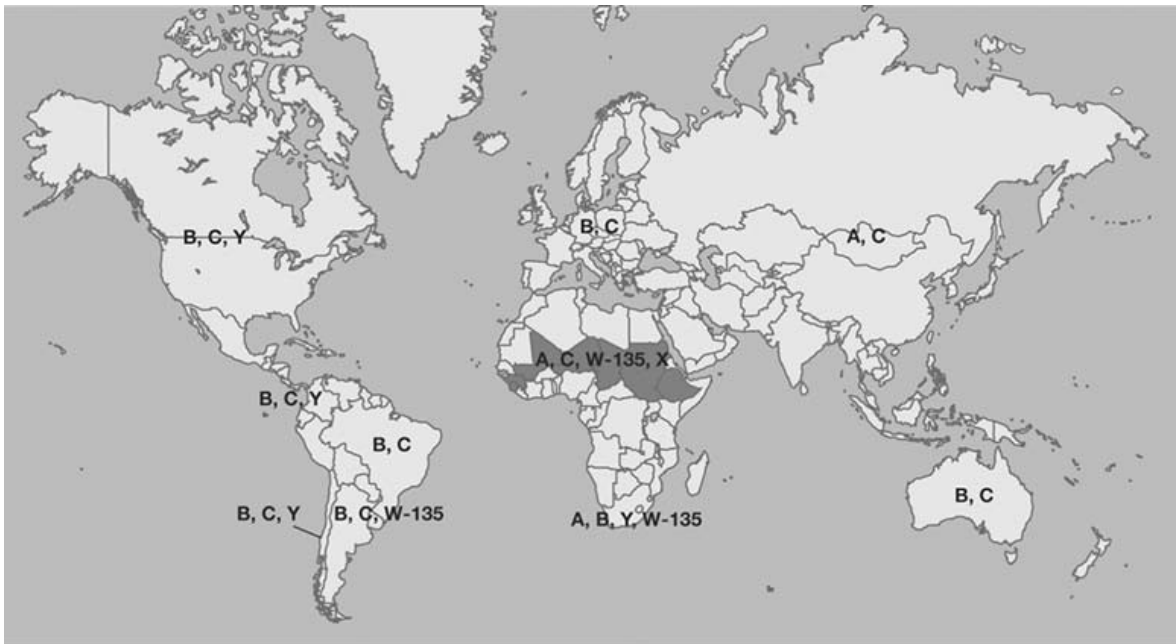 B, C, Y
B, C
A, C
A, C, W-135, X
B, C, Y
B, C
B, C, Y
B, C, W-135
A, B, Y, W-135
B, C